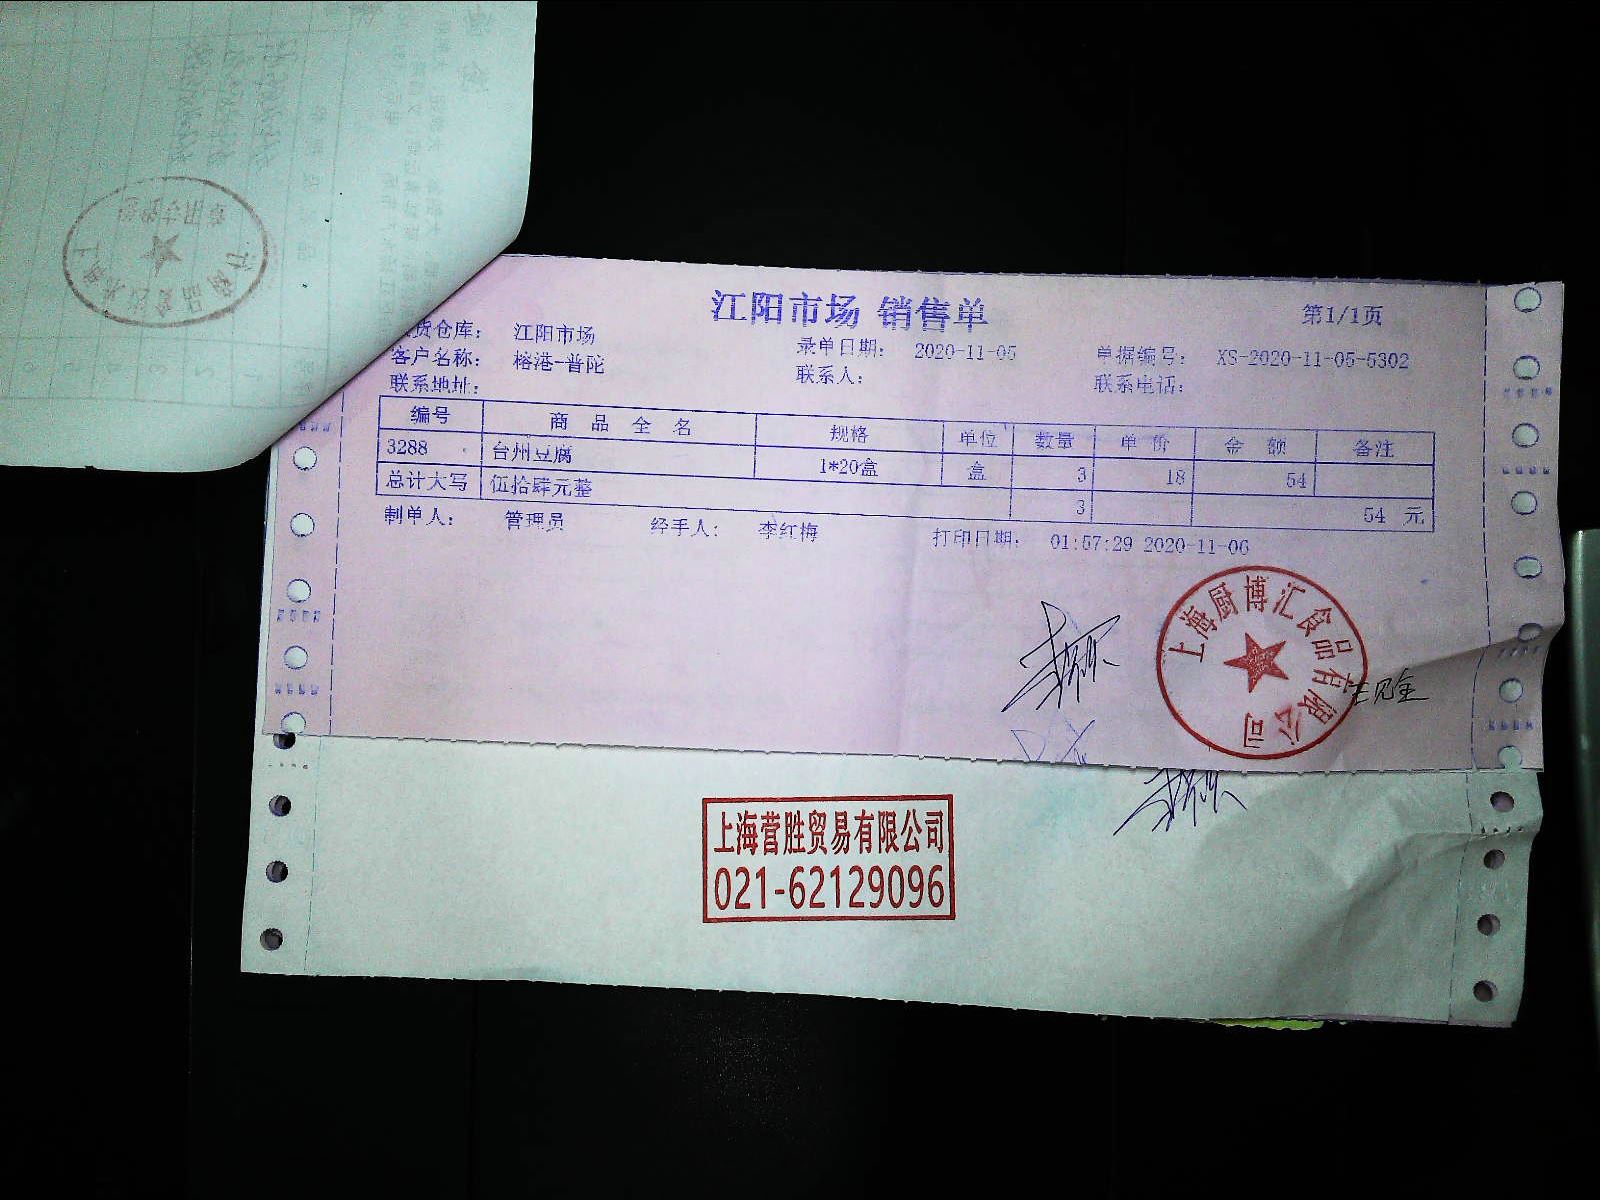 江阳市场 销售单
第1/1页
货仓库： 江阳市场
录单日期： 2020-11-05
单据编号： XS-2020-11-05-5302
客户名称： 榕港-普陀
联系人：
联系电话：
联系地址：
编号 商品全名 规格 单位 数量 单价 金额 备注
3288 台州豆腐 1*20盒 盒 3 18 54
总计大写 伍拾肆元整 3 54 元
制单人： 管理员 经手人： 李红梅 打印日期： 01:57:29 2020-11-06
上海厨博汇食品有限公司
上海营胜贸易有限公司
021-62129096